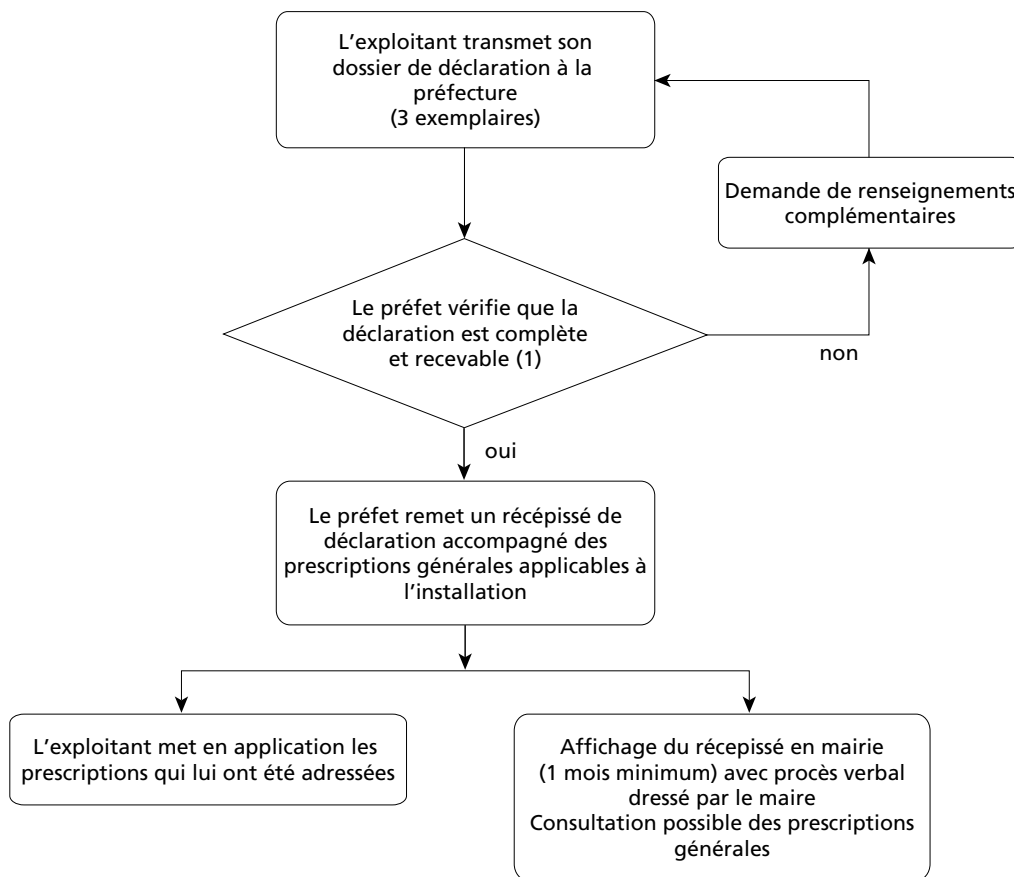 L'exploitant transmet son
dossier de déclaration à la
préfecture
(3 exemplaires)
Demande de renseignements
complémentaires
Le préfet vérifie que la
déclaration est complète
et recevable (1)
non
oui
Le préfet remet un récépissé de
déclaration accompagné des
prescriptions générales applicables à
l'installation
L'exploitant met en application les
prescriptions qui lui ont été adressées
Affichage du récepissé en mairie
(1 mois minimum) avec procès verbal
dressé par le maire
Consultation possible des prescriptions
générales